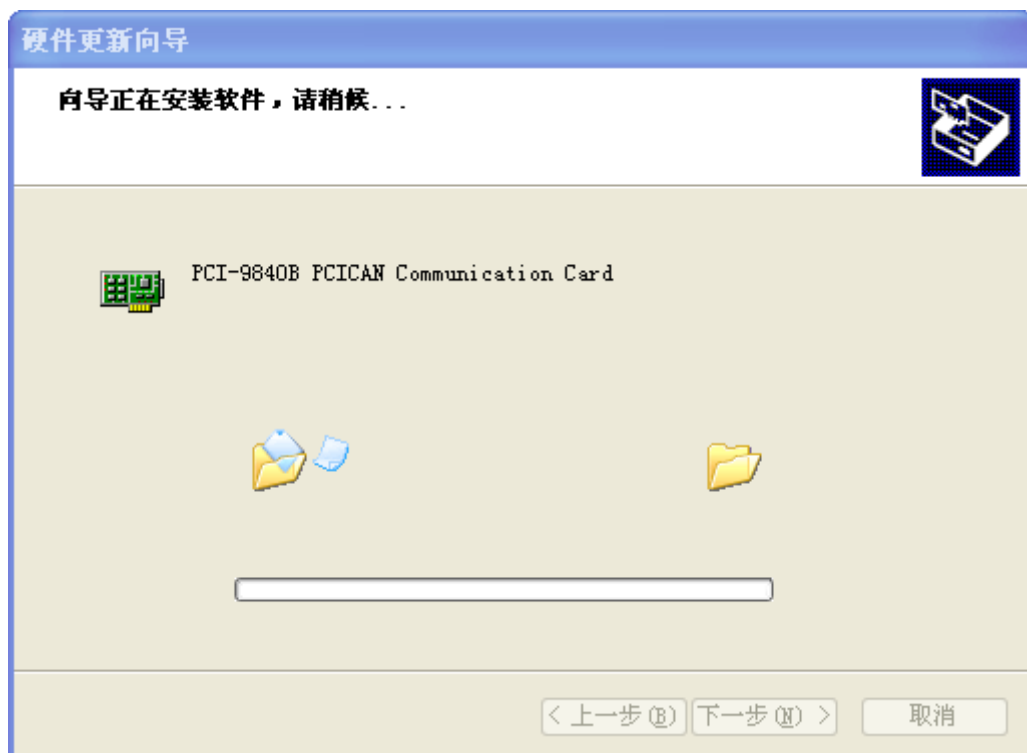 硬件更新向导
向导正在安装软件，请稍候...
PCI-9840B PCICAN Communication Card
< 上一步(B) 下一步(N) > 取消